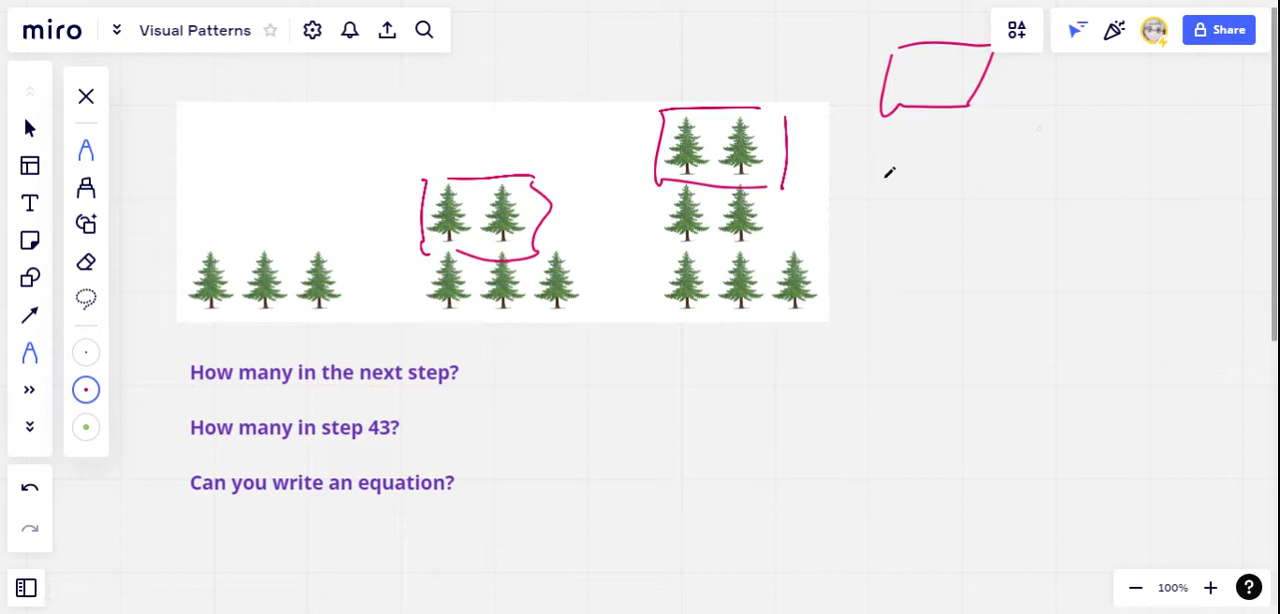 miro
Visual Patterns
Share
How many in the next step?
How many in step 43?
Can you write an equation?
100%
?